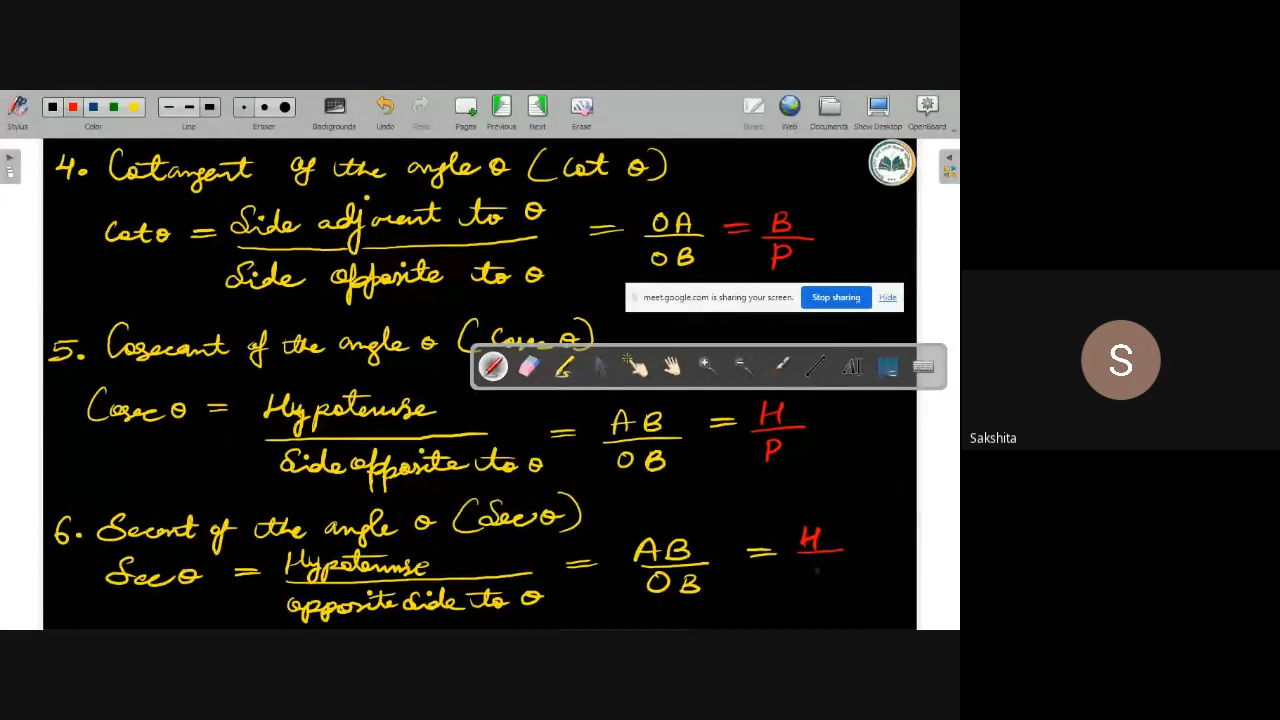 Stylus Color Line Eraser Backgrounds Undo Redo Pages Previous Next Erase Board Web Documents Show Desktop OpenBoard
4. Cotangent of the angle θ (Cot θ)
Cot θ = Side adjacent to θ / Side opposite to θ = OA / OB = B / P
meet.google.com is sharing your screen. Stop sharing Hide
5. Cosecant of the angle θ (Cosec θ)
Cosec θ = Hypotenuse / Side opposite to θ = AB / OB = H / P
S
Sakshita
6. Secant of the angle θ (Sec θ)
Sec θ = Hypotenuse / opposite Side to θ = AB / OB = H